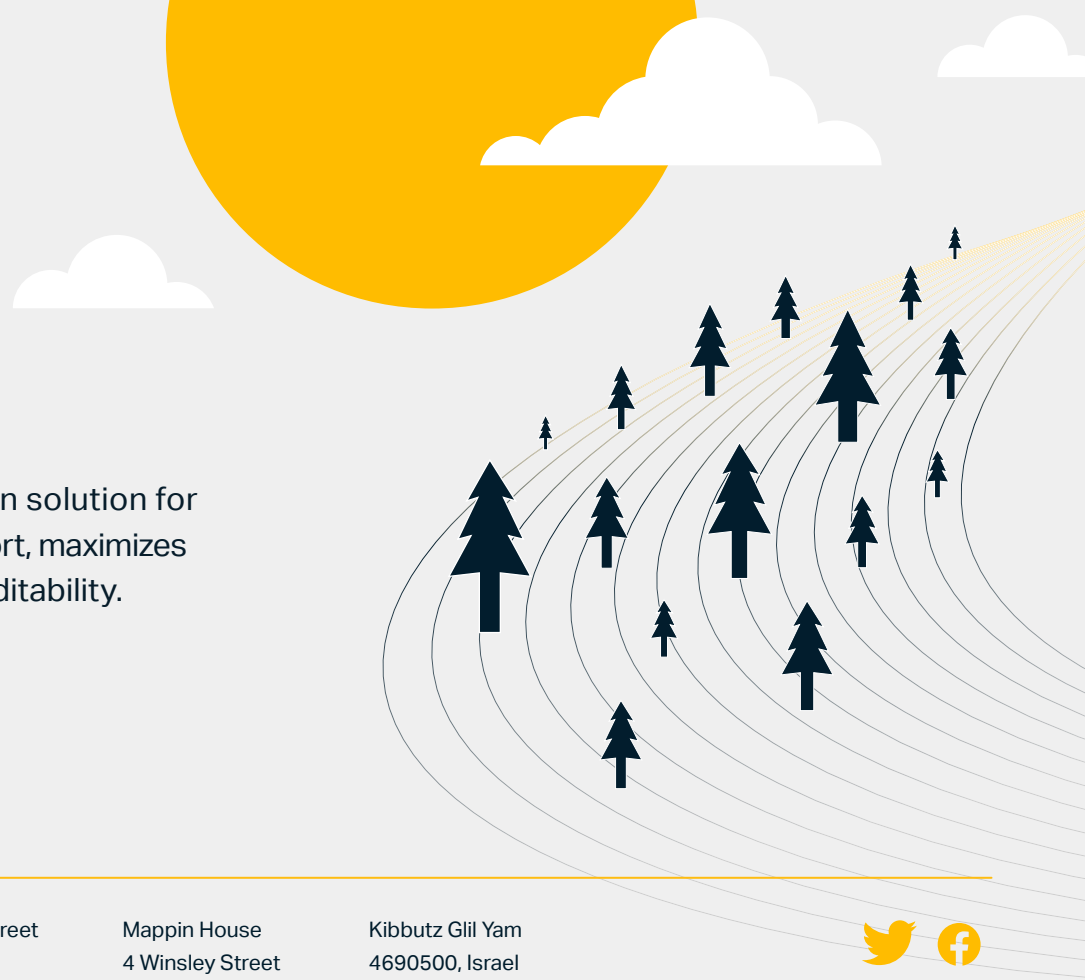 n solution for
rt, maximizes
ditability.
reet
Mappin House
4 Winsley Street
Kibbutz Glil Yam
4690500, Israel